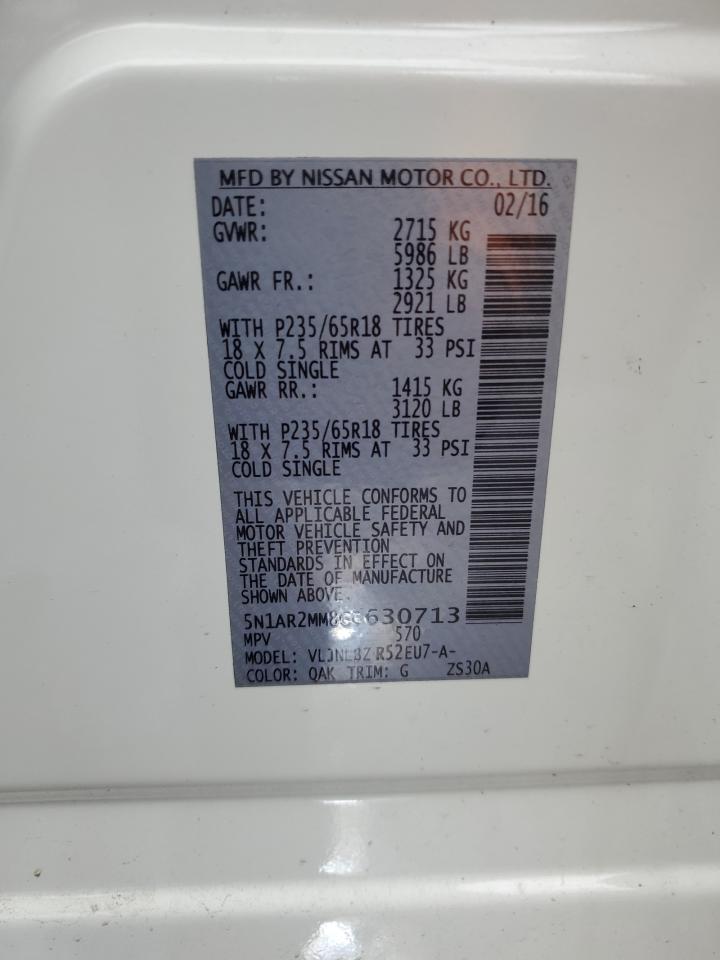 MFD BY NISSAN MOTOR CO., LTD.
DATE: 02/16
GVWR: 2715 KG
5986 LB
GAWR FR.: 1325 KG
2921 LB
WITH P235/65R18 TIRES
18 X 7.5 RIMS AT 33 PSI
COLD SINGLE
GAWR RR.: 1415 KG
3120 LB
WITH P235/65R18 TIRES
18 X 7.5 RIMS AT 33 PSI
COLD SINGLE
THIS VEHICLE CONFORMS TO
ALL APPLICABLE FEDERAL
MOTOR VEHICLE SAFETY AND
THEFT PREVENTION
STANDARDS IN EFFECT ON
THE DATE OF MANUFACTURE
SHOWN ABOVE.
MPV 570
MODEL:
COLOR: QAK TRIM: G ZS30A